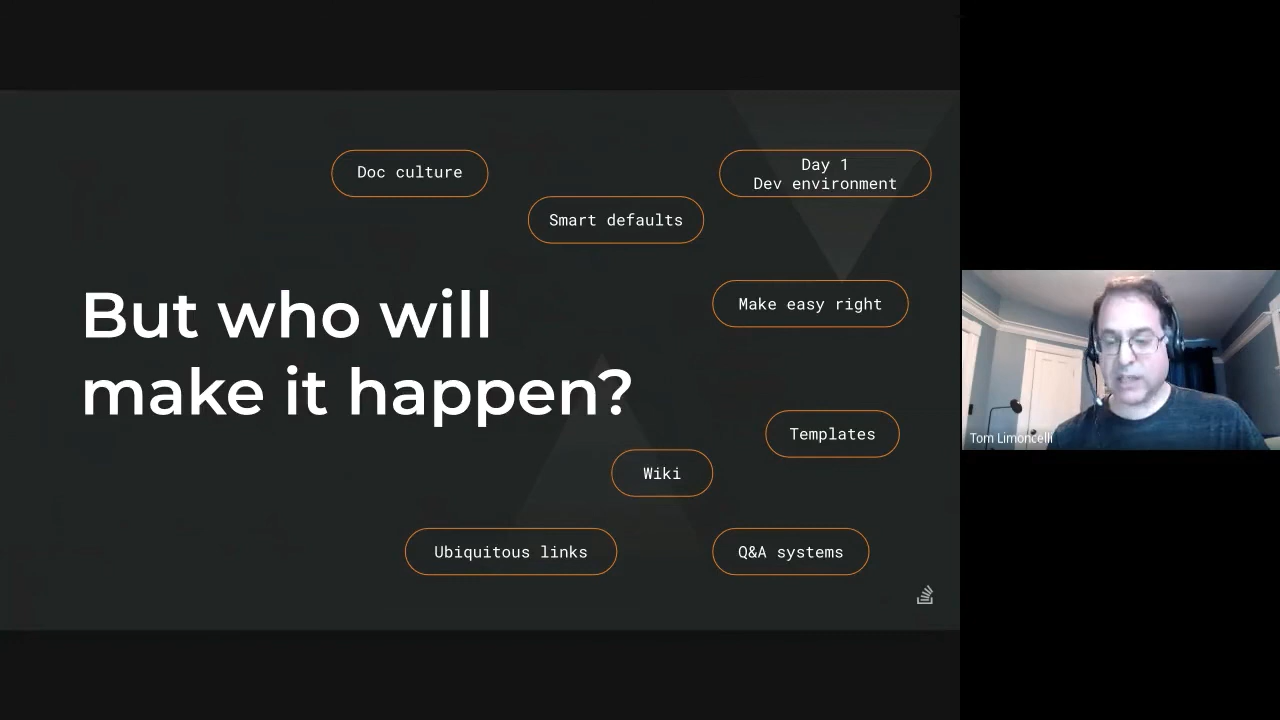 Doc culture
Day 1
Dev environment
Smart defaults
Make easy right
But who will
make it happen?
Templates
Wiki
Ubiquitous links
Q&A systems
Tom Limoncelli